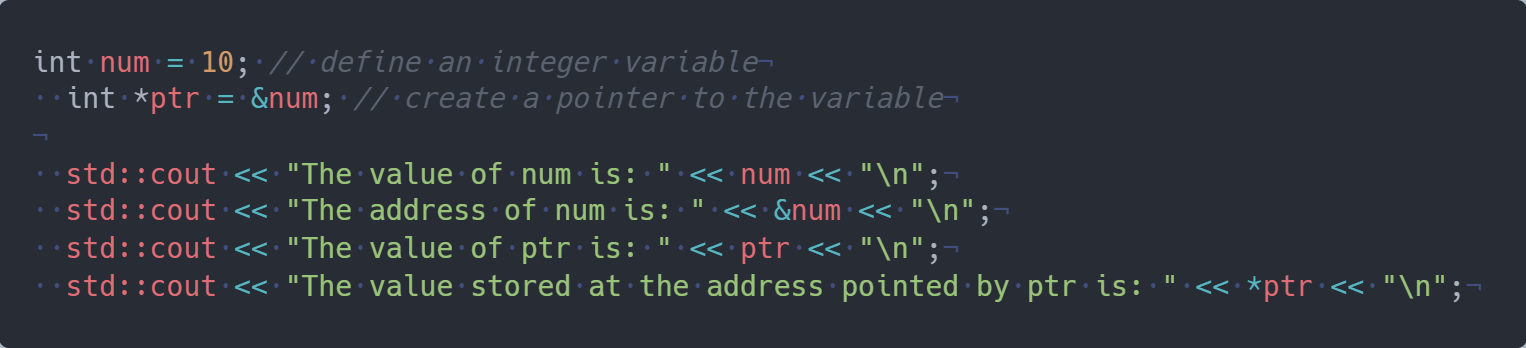 int num = 10; // define an integer variable
  int *ptr = &num; // create a pointer to the variable

  std::cout << "The value of num is: " << num << "\n";
  std::cout << "The address of num is: " << &num << "\n";
  std::cout << "The value of ptr is: " << ptr << "\n";
  std::cout << "The value stored at the address pointed by ptr is: " << *ptr << "\n";